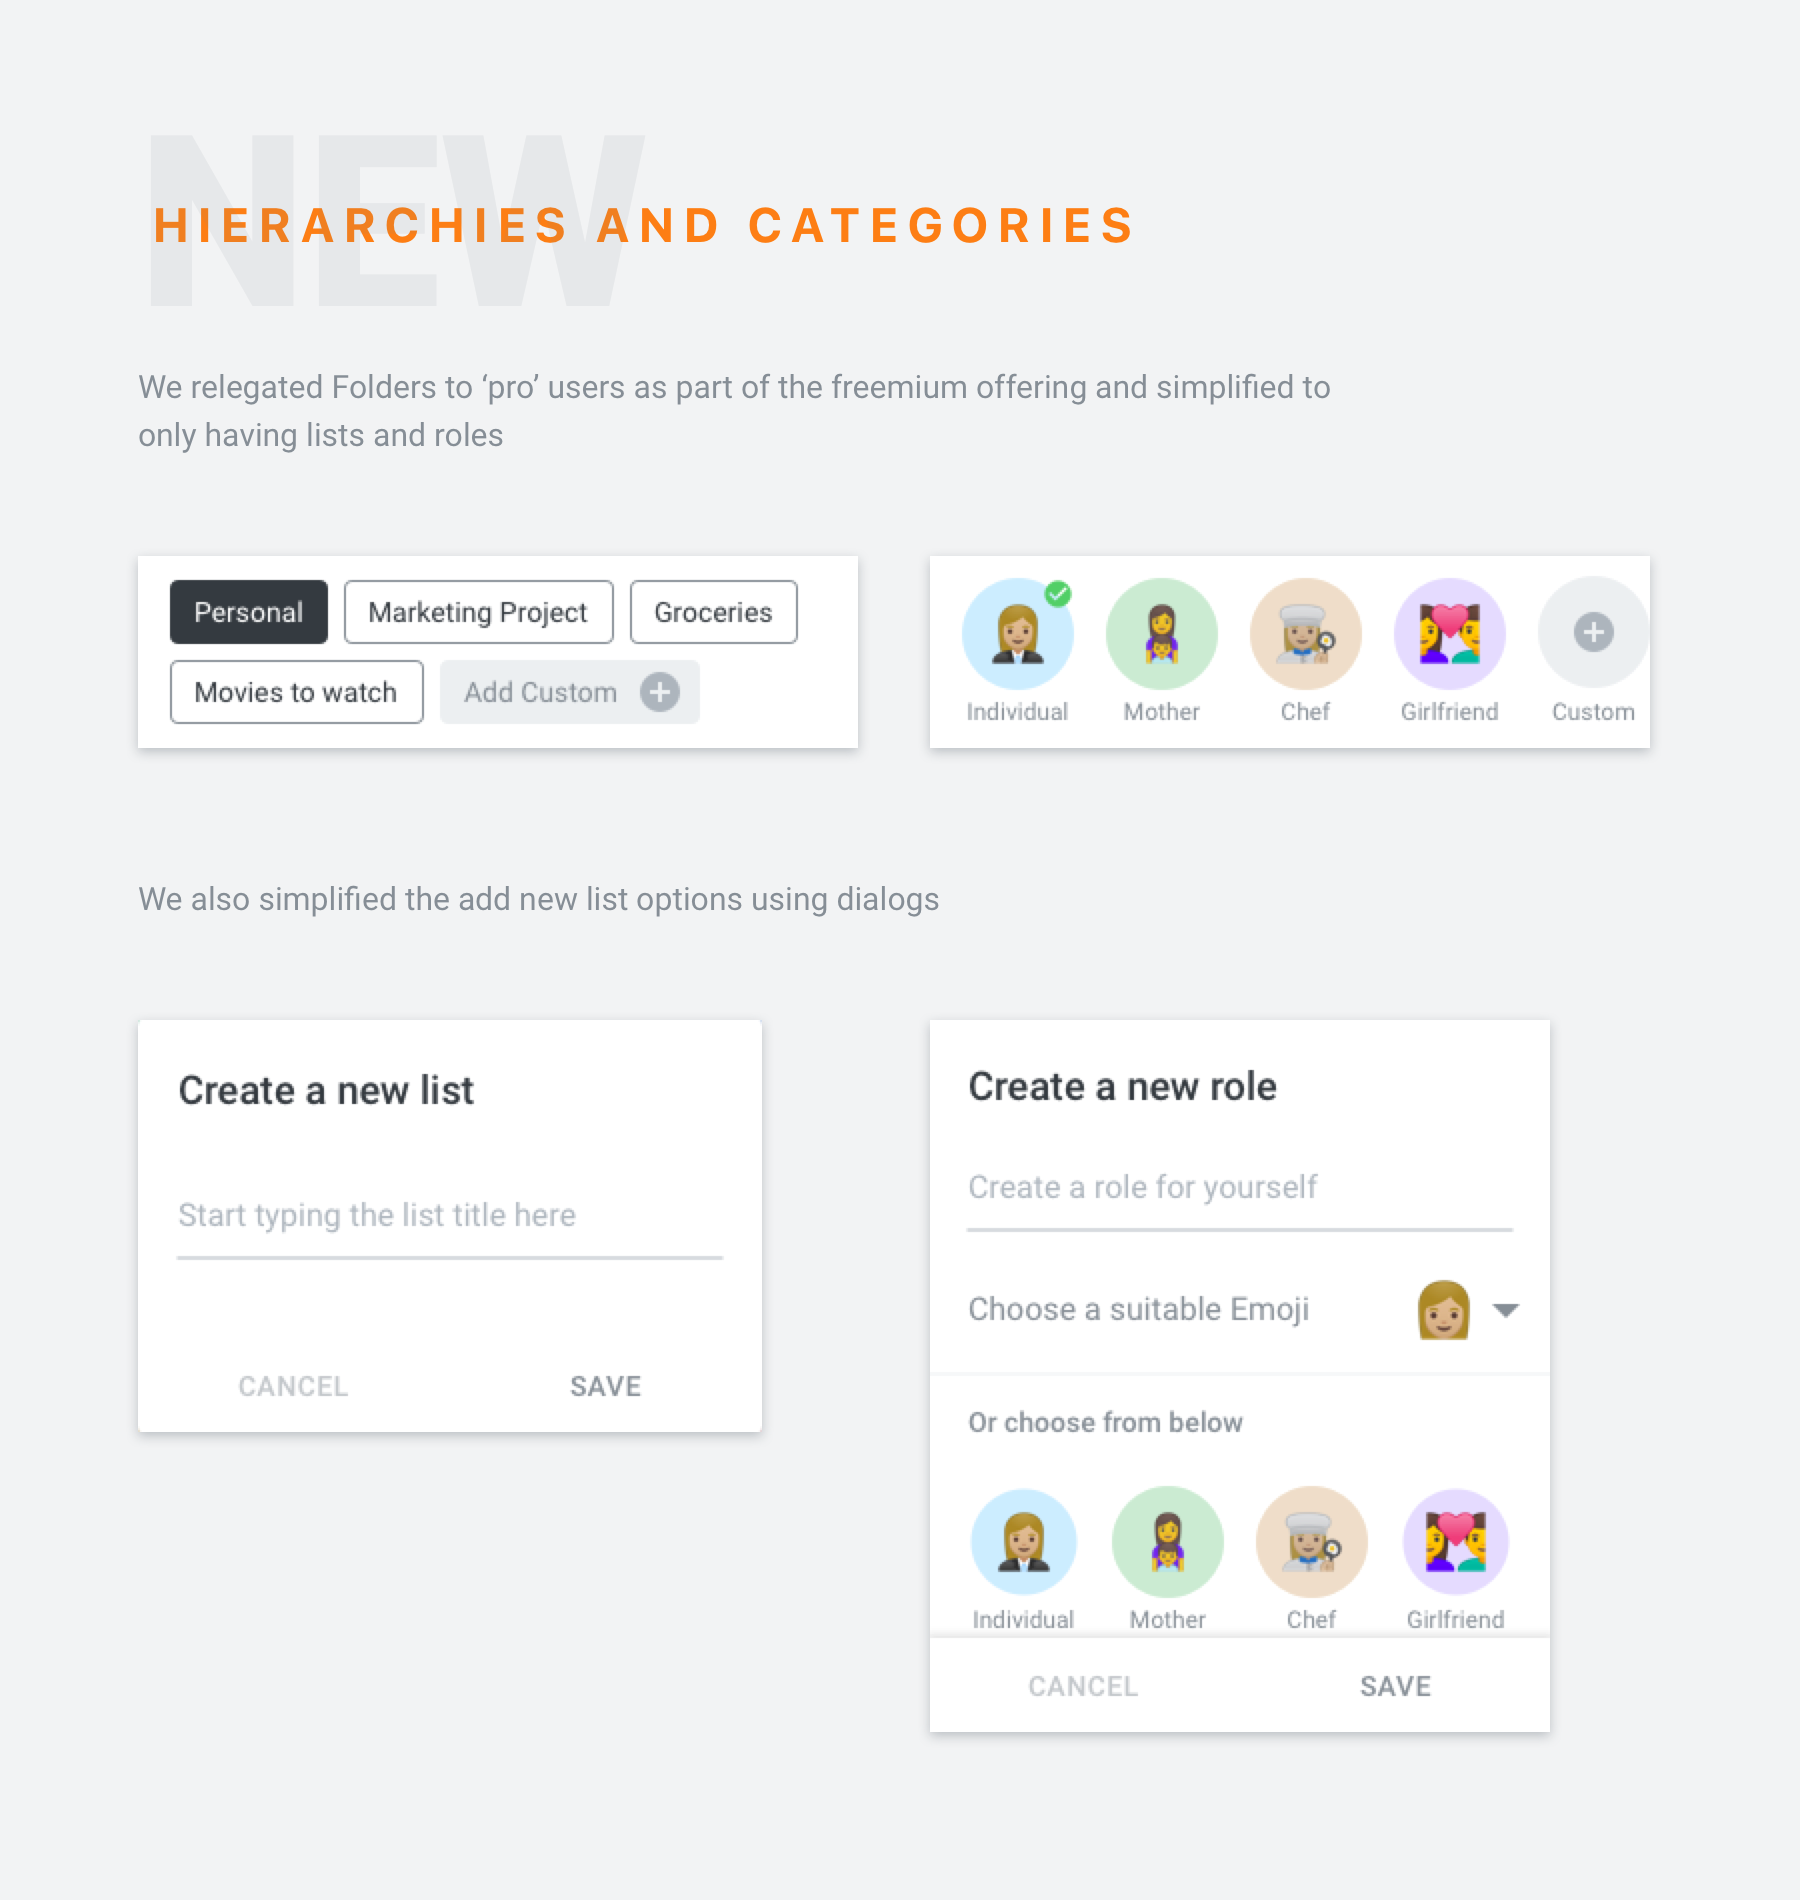 NEW
HIERARCHIES AND CATEGORIES
We relegated Folders to ‘pro’ users as part of the freemium offering and simplified to
only having lists and roles
Personal
Marketing Project
Groceries
Movies to watch
Add Custom
Individual
Mother
Chef
Girlfriend
Custom
We also simplified the add new list options using dialogs
Create a new list
Start typing the list title here
CANCEL
SAVE
Create a new role
Create a role for yourself
Choose a suitable Emoji
Or choose from below
Individual
Mother
Chef
Girlfriend
CANCEL
SAVE